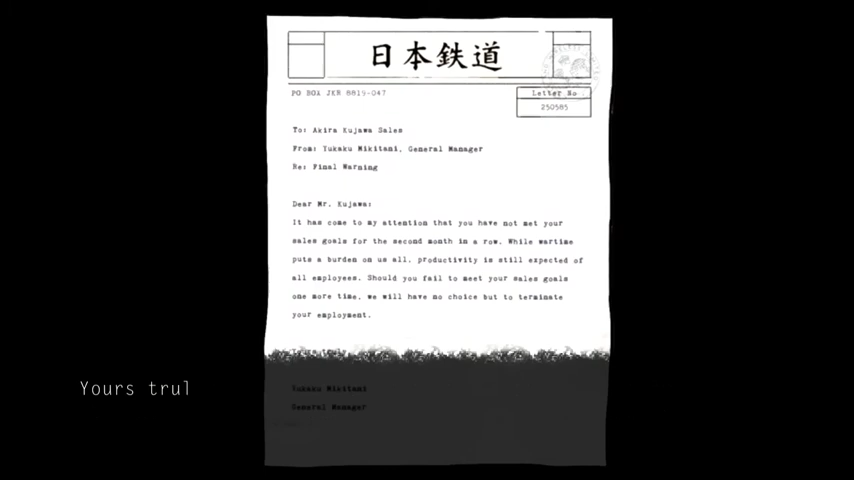 日本鉄道
PO BOA JKR 8819-047
Letter No.
250585
To: Akira Kujawa Sales
From: Yukaku Mikitani, General Manager
Re: Final Warning
Dear Mr. Kujawa:
It has come to my attention that you have not met your
sales goals for the second month in a row. While wartime
puts a burden on us all, productivity is still expected of
all employees. Should you fail to meet your sales goals
one more time, we will have no choice but to terminate
your employment.
Yours truly
Yukaku Mikitani
General Manager
Yours trul